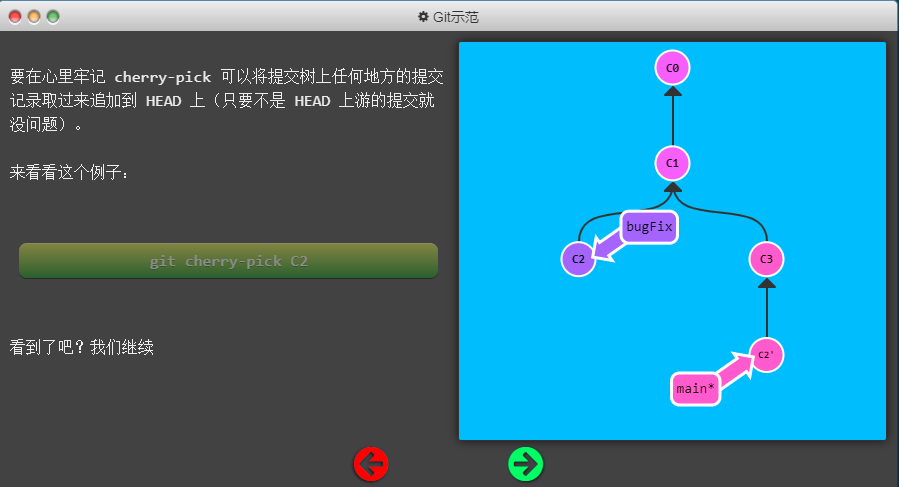 Git示范
要在心里牢记 cherry-pick 可以将提交树上任何地方的提交
记录取过来追加到 HEAD 上（只要不是 HEAD 上游的提交就
没问题）。
来看看这个例子：
git cherry-pick C2
看到了吧？我们继续
C0
C1
bugFix
C2
C3
C2'
main*